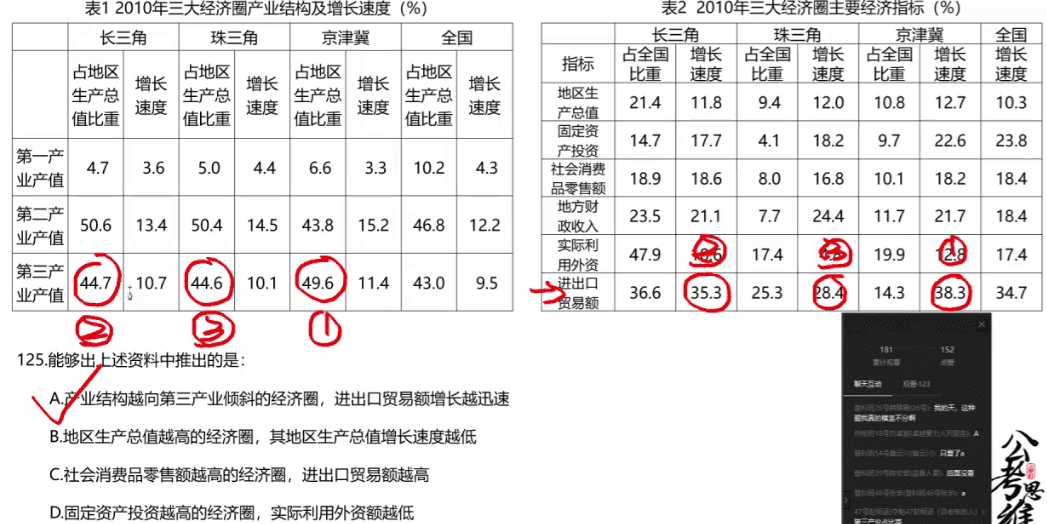 表1 2010年三大经济圈产业结构及增长速度（%）
长三角 珠三角 京津冀 全国
占地区生产总值比重 增长速度 占地区生产总值比重 增长速度 占地区生产总值比重 增长速度 占地区生产总值比重 增长速度
第一产业产值 4.7 3.6 5.0 4.4 6.6 3.3 10.2 4.3
第二产业产值 50.6 13.4 50.4 14.5 43.8 15.2 46.8 12.2
第三产业产值 44.7 10.7 44.6 10.1 49.6 11.4 43.0 9.5
② ③ ①
表2 2010年三大经济圈主要经济指标（%）
长三角 珠三角 京津冀 全国
指标 占全国比重 增长速度 占全国比重 增长速度 占全国比重 增长速度 增长速度
地区生产总值 21.4 11.8 9.4 12.0 10.8 12.7 10.3
固定资产投资 14.7 17.7 4.1 18.2 9.7 22.6 23.8
社会消费品零售额 18.9 18.6 8.0 16.8 10.1 18.2 18.4
地方财政收入 23.5 21.1 7.7 24.4 11.7 21.7 18.4
实际利用外资 47.9 ② 17.4 ③ 19.9 ① 12.8 17.4
进出口贸易额 36.6 35.3 25.3 28.4 14.3 38.3 34.7
125.能够出上述资料中推出的是：
A.产业结构越向第三产业倾斜的经济圈，进出口贸易额增长越迅速
B.地区生产总值越高的经济圈，其地区生产总值增长速度越低
C.社会消费品零售额越高的经济圈，进出口贸易额越高
D.固定资产投资越高的经济圈，实际利用外资额越低
181 152
累计观看 点赞
聊天互动 观看·123
我的天，这种
A
只看了a
后面没看
a
第三产业占比高
公考思维